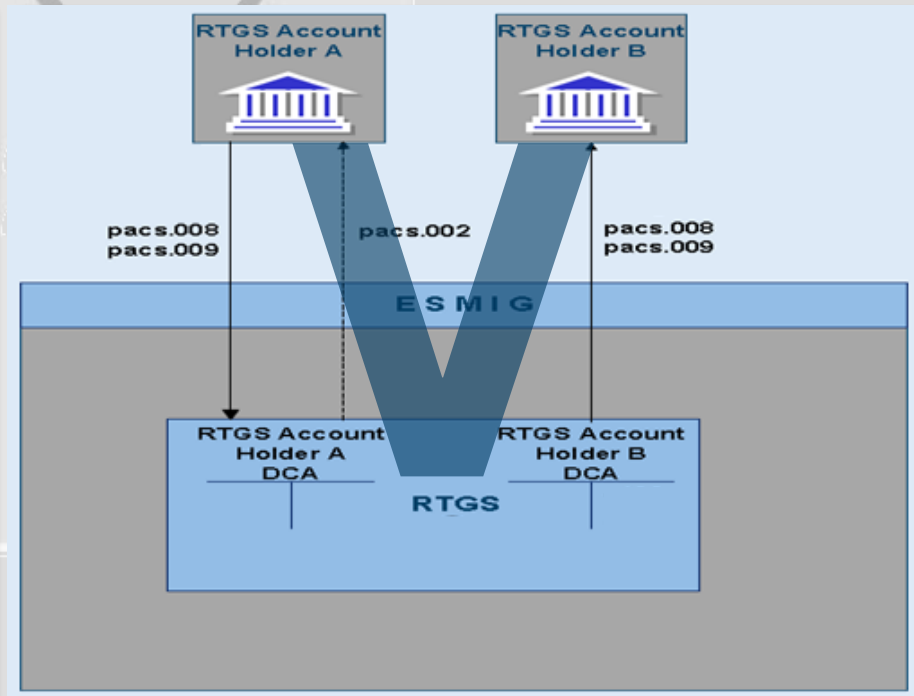 RTGS Account
Holder A
RTGS Account
Holder B
pacs.008
pacs.009
pacs.002
pacs.008
pacs.009
ESMIG
RTGS Account
Holder A
DCA
RTGS Account
Holder B
DCA
RTGS
V